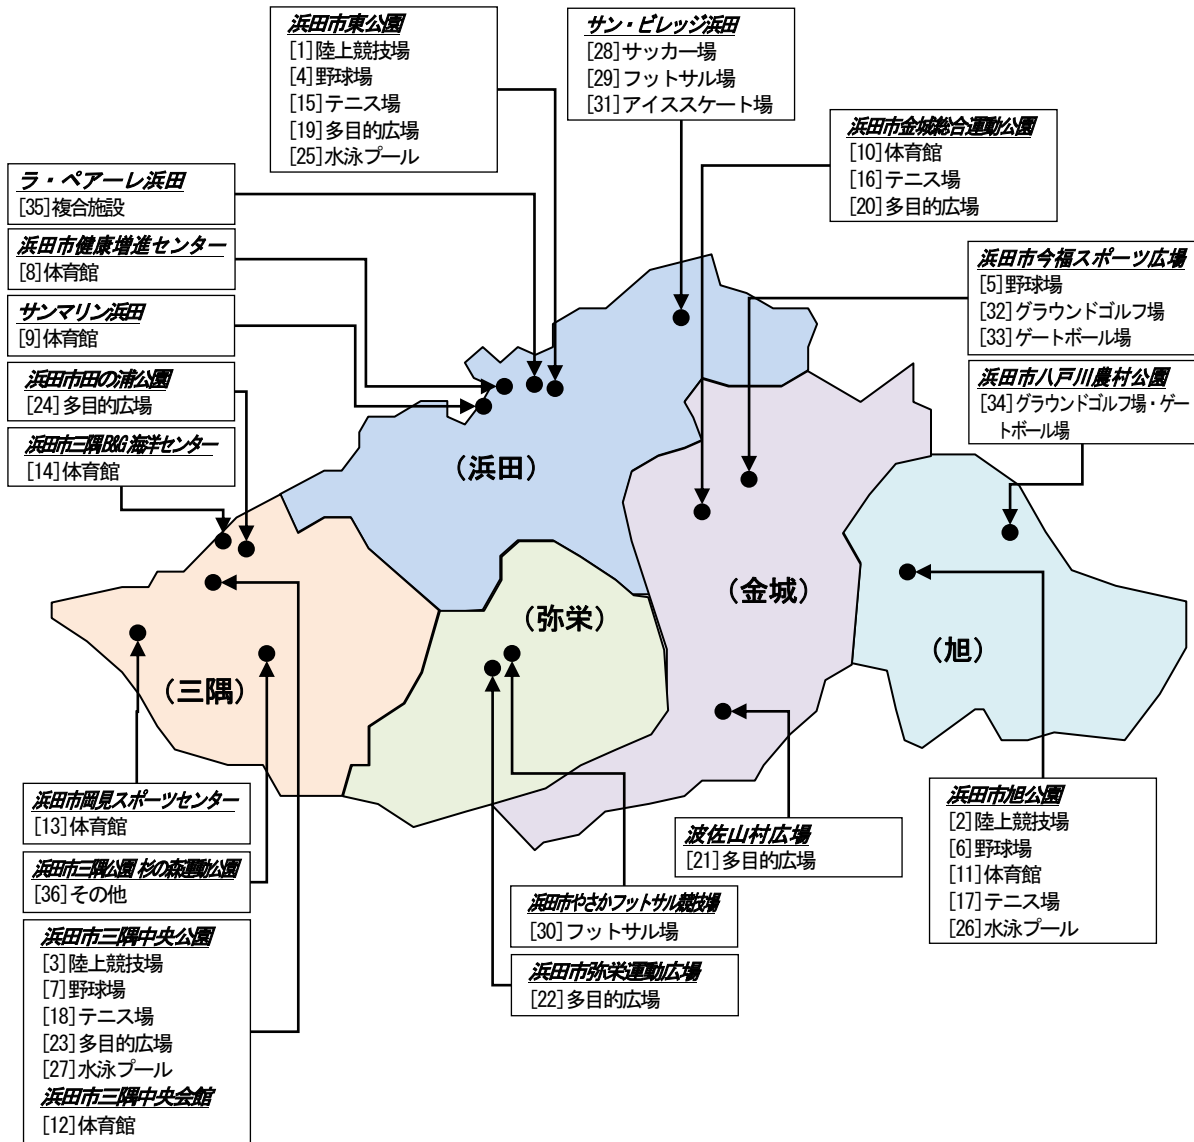 浜田市東公園
[1]陸上競技場
[4]野球場
[15]テニス場
[19]多目的広場
[25]水泳プール
サン・ビレッジ浜田
[28]サッカー場
[29]フットサル場
[31]アイススケート場
浜田市金城総合運動公園
[10]体育館
[16]テニス場
[20]多目的広場
ラ・ペアーレ浜田
[35]複合施設
浜田市健康増進センター
[8]体育館
サンマリン浜田
[9]体育館
浜田市田の浦公園
[24]多目的広場
浜田市三隅B&G海洋センター
[14]体育館
浜田市今福スポーツ広場
[5]野球場
[32]グラウンドゴルフ場
[33]ゲートボール場
浜田市八戸川農村公園
[34]グラウンドゴルフ場・ゲー
トボール場
（浜田）
（金城）
（弥栄）
（旭）
（三隅）
浜田市岡見スポーツセンター
[13]体育館
浜田市三隅公園 杉の森運動公園
[36]その他
浜田市三隅中央公園
[3]陸上競技場
[7]野球場
[18]テニス場
[23]多目的広場
[27]水泳プール
浜田市三隅中央会館
[12]体育館
浜田市やさかフットサル競技場
[30]フットサル場
浜田市弥栄運動広場
[22]多目的広場
波佐山村広場
[21]多目的広場
浜田市旭公園
[2]陸上競技場
[6]野球場
[11]体育館
[17]テニス場
[26]水泳プール